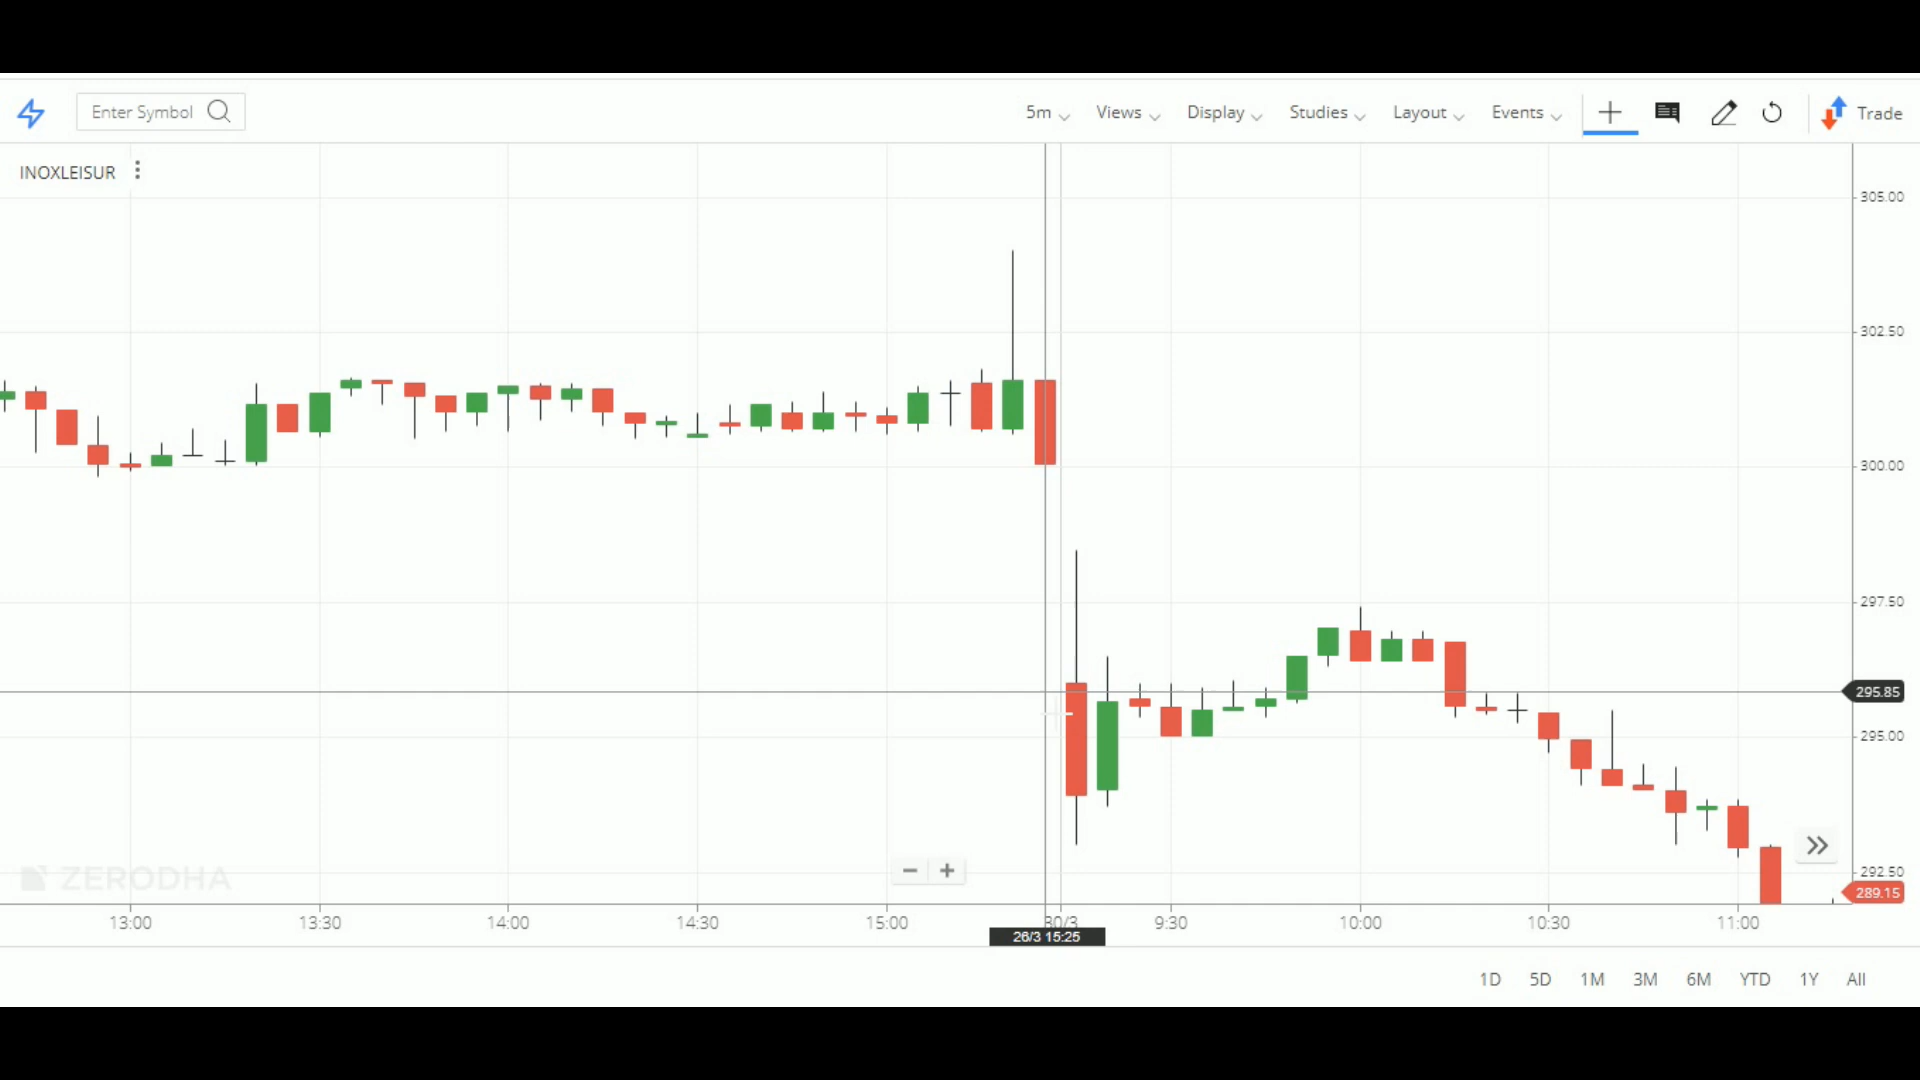 Enter Symbol 5m Views Display Studies Layout Events Trade
INOXLEISUR
305.00
302.50
300.00
297.50
295.85
295.00
292.50
289.15
ZERODHA
13:00 13:30 14:00 14:30 15:00 30/3 9:30 10:00 10:30 11:00
26/3 15:25
1D 5D 1M 3M 6M YTD 1Y All